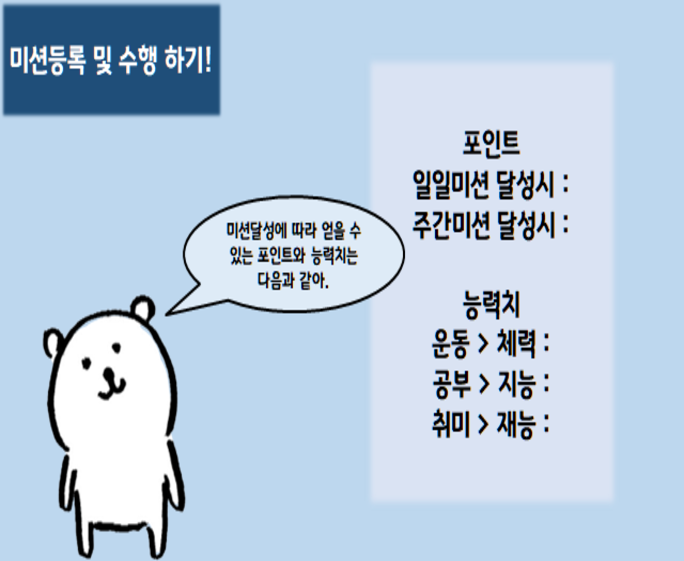 미션등록 및 수행 하기!
미션달성에 따라 얻을 수
있는 포인트와 능력치는
다음과 같아.
포인트
일일미션 달성시 :
주간미션 달성시 :
능력치
운동 > 체력 :
공부 > 지능 :
취미 > 재능 :